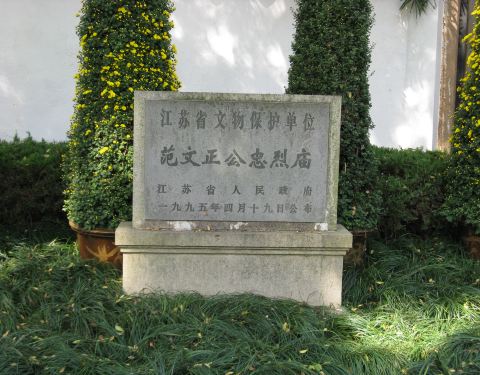 江苏省文物保护单位
范文正公忠烈庙
江苏省人民政府
一九九五年四月十九日公布